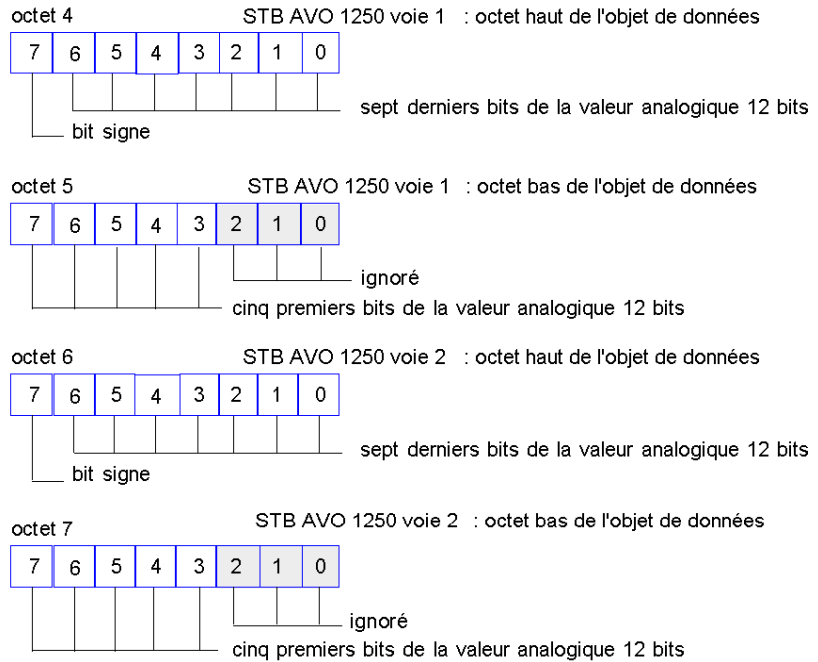 octet 4 STB AVO 1250 voie 1 : octet haut de l'objet de données
7 6 5 4 3 2 1 0
sept derniers bits de la valeur analogique 12 bits
bit signe
octet 5 STB AVO 1250 voie 1 : octet bas de l'objet de données
7 6 5 4 3 2 1 0
ignoré
cinq premiers bits de la valeur analogique 12 bits
octet 6 STB AVO 1250 voie 2 : octet haut de l'objet de données
7 6 5 4 3 2 1 0
sept derniers bits de la valeur analogique 12 bits
bit signe
octet 7 STB AVO 1250 voie 2 : octet bas de l'objet de données
7 6 5 4 3 2 1 0
ignoré
cinq premiers bits de la valeur analogique 12 bits